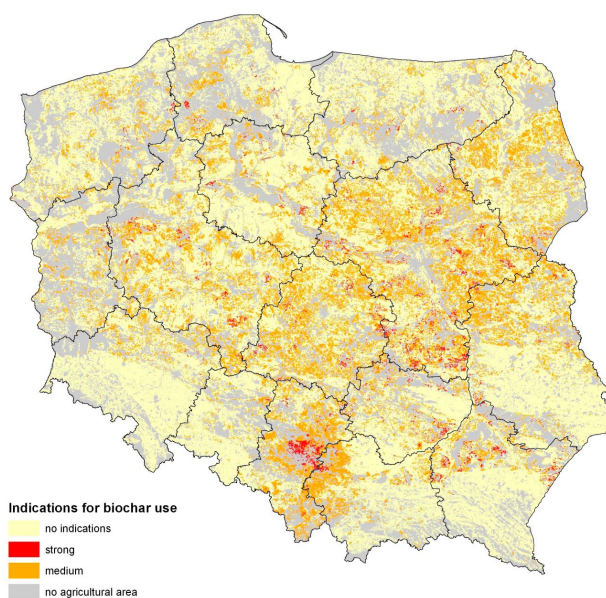 Indications for biochar use
no indications
strong
medium
no agricultural area